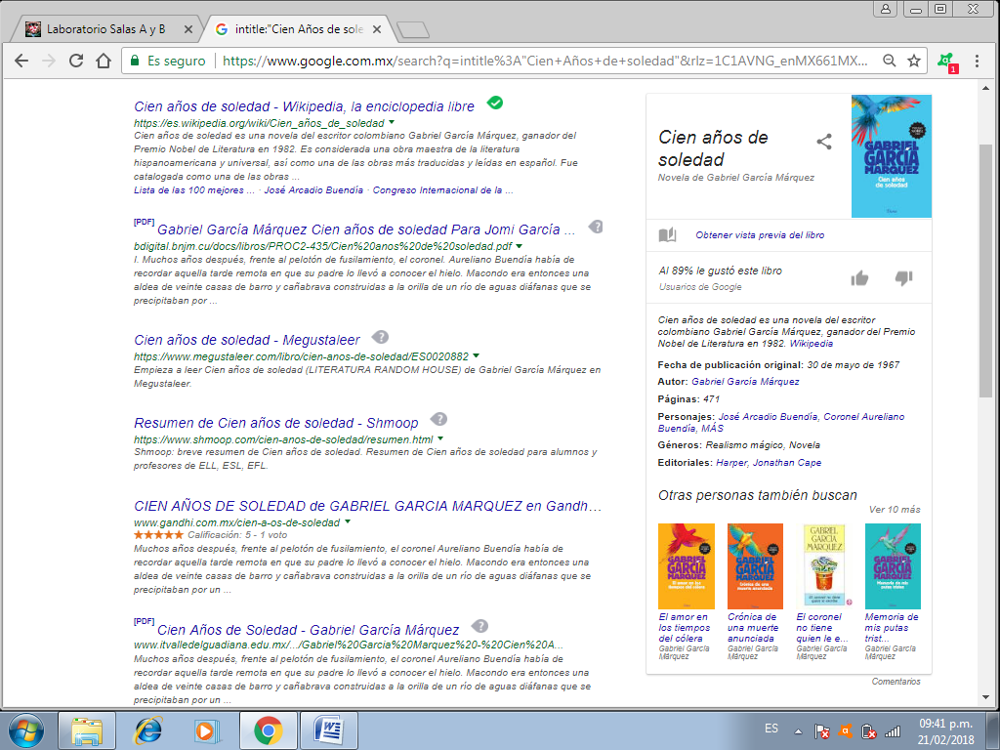 Laboratorio Salas A y B
intitle:"Cien Años de sole
Es seguro
https://www.google.com.mx/search?q=intitle%3A"Cien+Años+de+soledad"&rlz=1C1AVNG_enMX661MX...
1
Cien años de soledad - Wikipedia, la enciclopedia libre
https://es.wikipedia.org/wiki/Cien_años_de_soledad
Cien años de soledad es una novela del escritor colombiano Gabriel García Márquez, ganador del
Premio Nobel de Literatura en 1982. Es considerada una obra maestra de la literatura
hispanoamericana y universal, así como una de las obras más traducidas y leídas en español. Fue
catalogada como una de las obras ...
Lista de las 100 mejores ... · José Arcadio Buendía · Congreso Internacional de la ...
[PDF] Gabriel García Márquez Cien años de soledad Para Jomi García ...
bdigital.bnjm.cu/docs/libros/PROC2-435/Cien%20anos%20de%20soledad.pdf
I. Muchos años después, frente al pelotón de fusilamiento, el coronel. Aureliano Buendía había de
recordar aquella tarde remota en que su padre lo llevó a conocer el hielo. Macondo era entonces una
aldea de veinte casas de barro y cañabrava construidas a la orilla de un río de aguas diáfanas que se
precipitaban por ...
Cien años de soledad - Megustaleer
https://www.megustaleer.com/libro/cien-anos-de-soledad/ES0020882
Empieza a leer Cien años de soledad (LITERATURA RANDOM HOUSE) de Gabriel García Márquez en
Megustaleer.
Resumen de Cien años de soledad - Shmoop
https://www.shmoop.com/cien-anos-de-soledad/resumen.html
Shmoop: breve resumen de Cien años de soledad. Resumen de Cien años de soledad para alumnos y
profesores de ELL, ESL, EFL.
CIEN AÑOS DE SOLEDAD de GABRIEL GARCIA MARQUEZ en Gandh...
www.gandhi.com.mx/cien-a-os-de-soledad
Calificación: 5 - 1 voto
Muchos años después, frente al pelotón de fusilamiento, el coronel Aureliano Buendía había de
recordar aquella tarde remota en que su padre lo llevó a conocer el hielo. Macondo era entonces una
aldea de veinte casas de barro y cañabrava construidas a la orilla de un río de aguas diáfanas que se
precipitaban por un ...
[PDF] Cien Años de Soledad - Gabriel García Márquez
www.itvalledelguadiana.edu.mx/.../Gabriel%20Garcia%20Marquez%20-%20Cien%20A...
Muchos años después, frente al pelotón de fusilamiento, el coronel Aureliano Buendía había de
recordar aquella tarde remota en que su padre lo llevó a conocer el hielo. Macondo era entonces una
aldea de veinte casas de barro y cañabrava construidas a la orilla de un río de aguas diáfanas que se
precipitaban por un ...
Cien años de
soledad
Novela de Gabriel García Márquez
GABRIEL
GARCÍA
MÁRQUEZ
Cien años
de soledad
Obtener vista previa del libro
Al 89% le gustó este libro
Usuarios de Google
Cien años de soledad es una novela del escritor
colombiano Gabriel García Márquez, ganador del Premio
Nobel de Literatura en 1982. Wikipedia
Fecha de publicación original: 30 de mayo de 1967
Autor: Gabriel García Márquez
Páginas: 471
Personajes: José Arcadio Buendía, Coronel Aureliano
Buendía, MÁS
Géneros: Realismo mágico, Novela
Editoriales: Harper, Jonathan Cape
Otras personas también buscan
Ver 10 más
GABRIEL
GARCÍA
MÁRQUEZ
El amor en los
tiempos del cólera
GABRIEL
GARCÍA
MÁRQUEZ
Crónica de una
muerte anunciada
GABRIEL
GARCÍA
MÁRQUEZ
GABRIEL
GARCÍA
MÁRQUEZ
Memoria de mis
putas tristes
El amor en
los tiempos
del cólera
Gabriel García
Márquez
Crónica de
una muerte
anunciada
Gabriel García
Márquez
El coronel
no tiene
quien le e...
Gabriel García
Márquez
Memoria de
mis putas
trist...
Gabriel García
Márquez
Comentarios
ES
09:41 p.m.
21/02/2018